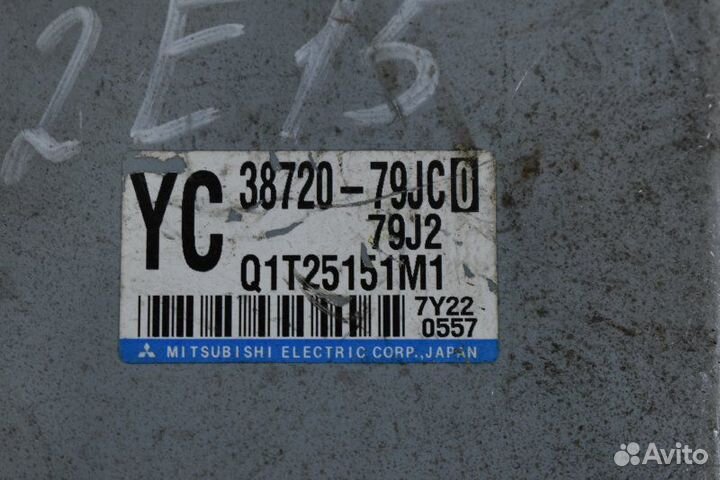 2E15
YC 38720-79JC0
79J2
Q1T25151M1
7Y22
0557
MITSUBISHI ELECTRIC CORP., JAPAN
Avito